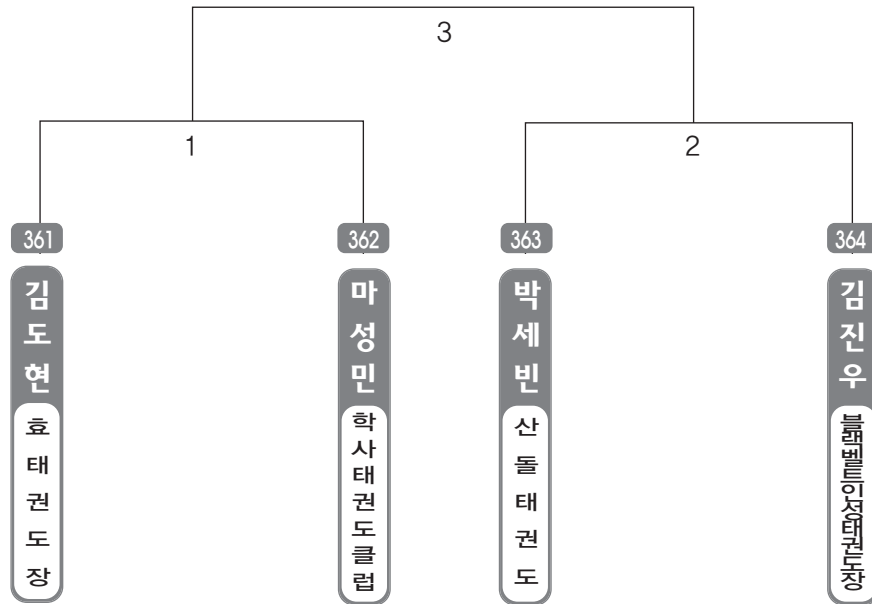 3
1
2
361
362
363
364
김도현
마성민
박세빈
김진우
효태권도장
학사태권도클럽
산돌태권도
블랙벨트인성태권도장